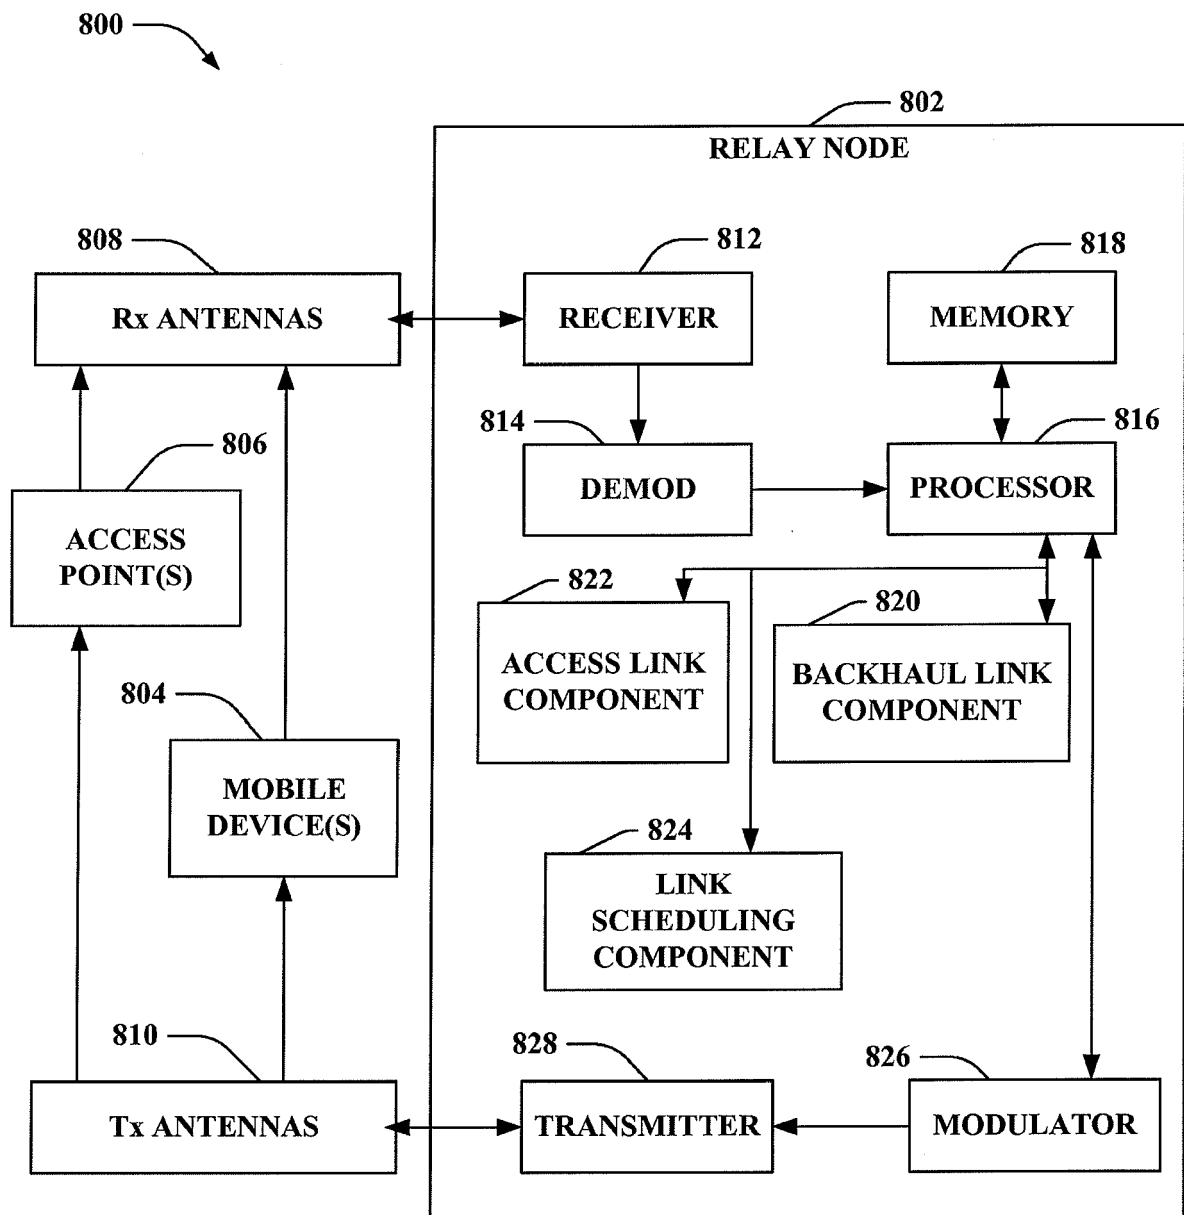 800
802
RELAY NODE
808
812
818
Rx ANTENNAS
RECEIVER
MEMORY
806
814
816
DEMOD
PROCESSOR
ACCESS
POINT(S)
822
820
ACCESS LINK
COMPONENT
BACKHAUL LINK
COMPONENT
804
MOBILE
DEVICE(S)
824
LINK
SCHEDULING
COMPONENT
810
828
826
Tx ANTENNAS
TRANSMITTER
MODULATOR